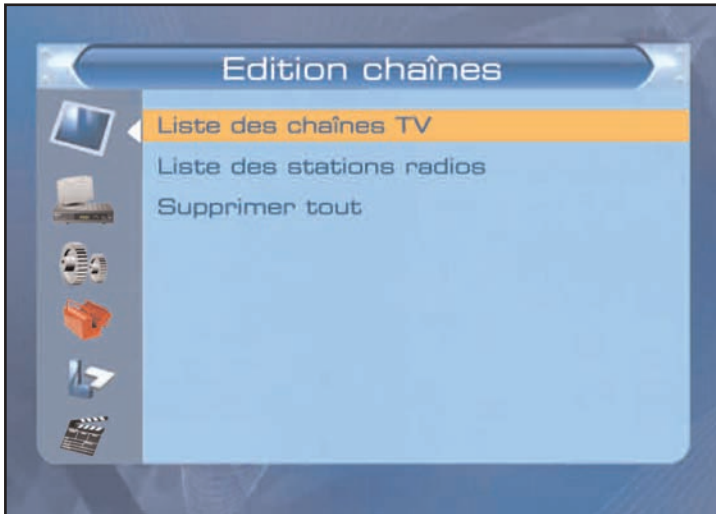 Edition chaînes
Liste des chaînes TV
Liste des stations radios
Supprimer tout